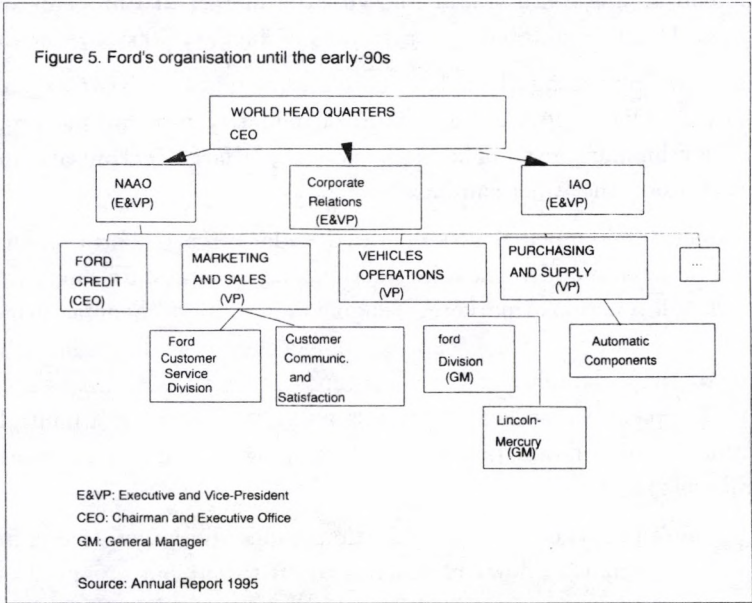 Figure 5. Ford's organisation until the early-90s
WORLD HEAD QUARTERS
CEO
NAAO
(E&VP)
Corporate
Relations
(E&VP)
IAO
(E&VP)
FORD
CREDIT
(CEO)
MARKETING
AND SALES
(VP)
VEHICLES
OPERATIONS
(VP)
PURCHASING
AND SUPPLY
(VP)
...
Ford
Customer
Service
Division
Customer
Communic.
and
Satisfaction
ford
Division
(GM)
Automatic
Components
Lincoln-
Mercury
(GM)
E&VP: Executive and Vice-President
CEO: Chairman and Executive Office
GM: General Manager
Source: Annual Report 1995